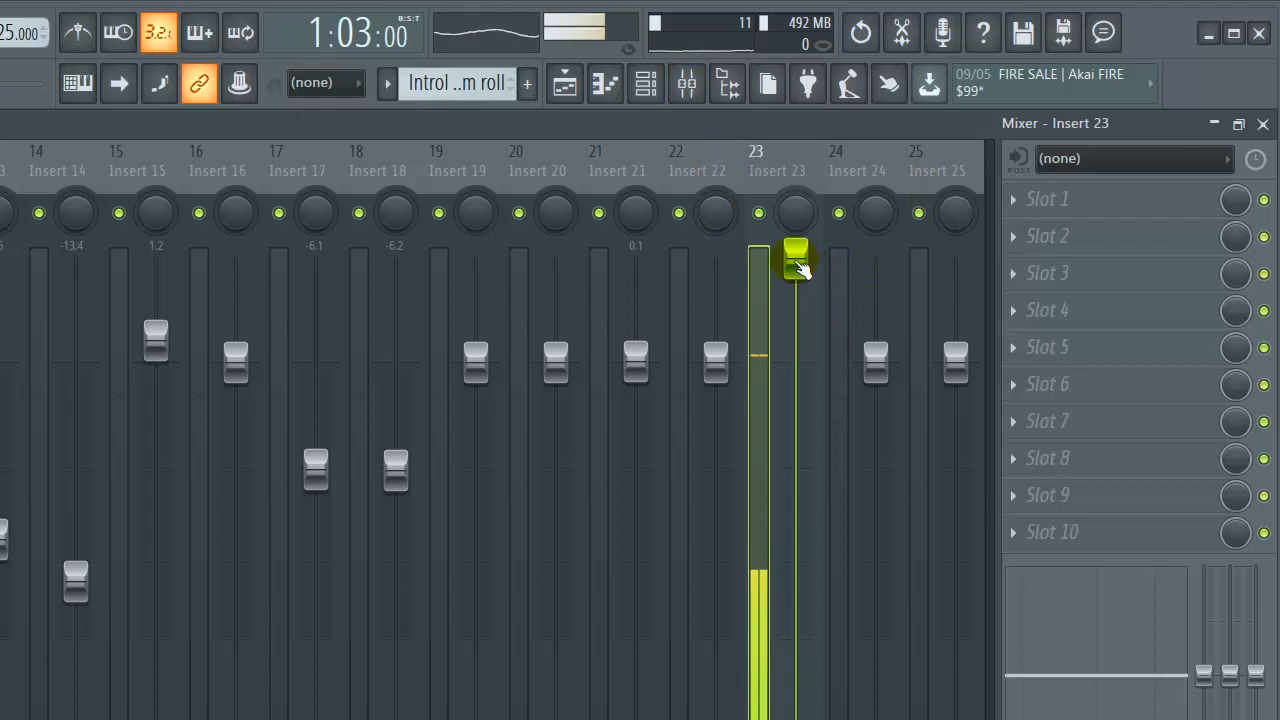 25.000
3.2.
1:03:00
B:S:T
11
492 MB
0
(none)
Introl ..m roll
09/05 FIRE SALE | Akai FIRE
$99*
Mixer - Insert 23
POST
(none)
3 14 15 16 17 18 19 20 21 22 23 24 25
Insert 14 Insert 15 Insert 16 Insert 17 Insert 18 Insert 19 Insert 20 Insert 21 Insert 22 Insert 23 Insert 24 Insert 25
-13.4 1.2 -6.1 -6.2 0.1
Slot 1
Slot 2
Slot 3
Slot 4
Slot 5
Slot 6
Slot 7
Slot 8
Slot 9
Slot 10